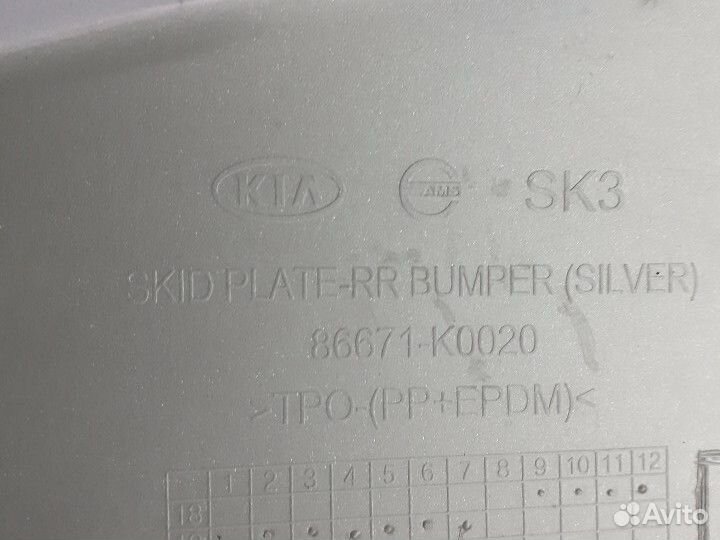 KIA AMS SK3
SKID PLATE-RR BUMPER (SILVER)
86671-K0020
>TPO-(PP+EPDM)<
1 2 3 4 5 6 7 8 9 10 11 12
18
Avito